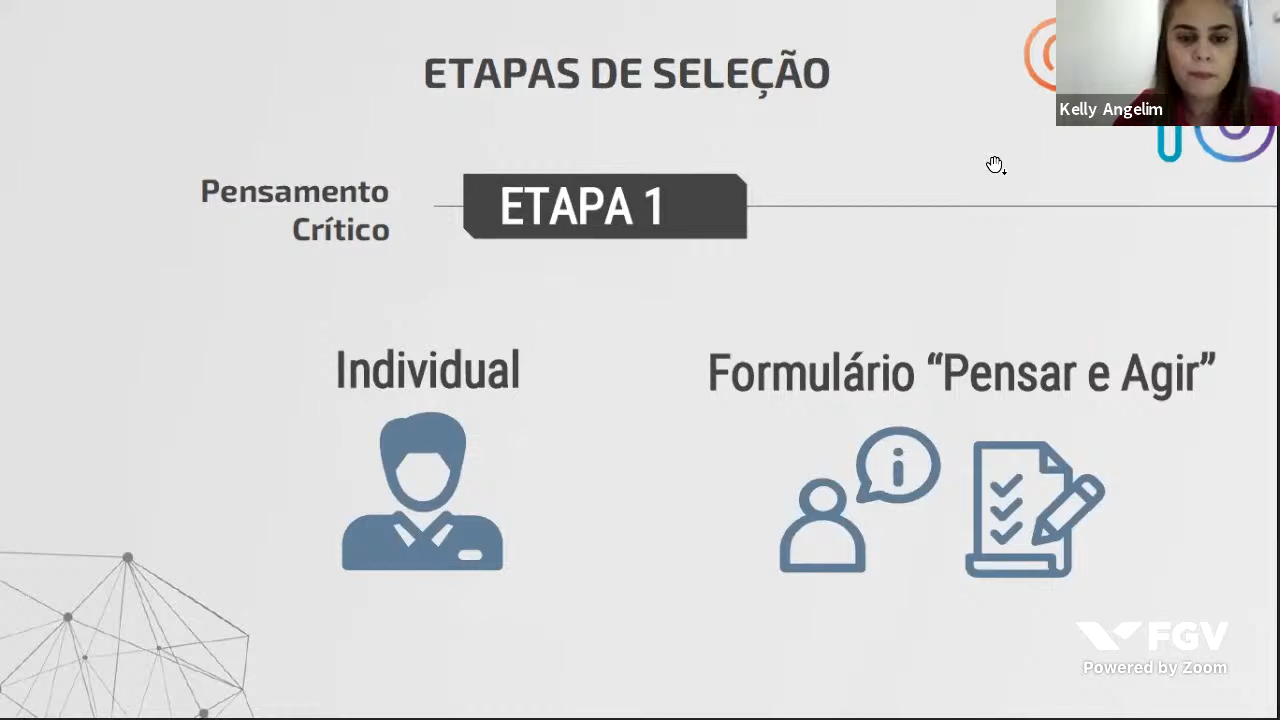 ETAPAS DE SELEÇÃO
Kelly Angelim
Pensamento
Crítico
ETAPA 1
Individual
Formulário “Pensar e Agir”
FGV
Powered by Zoom